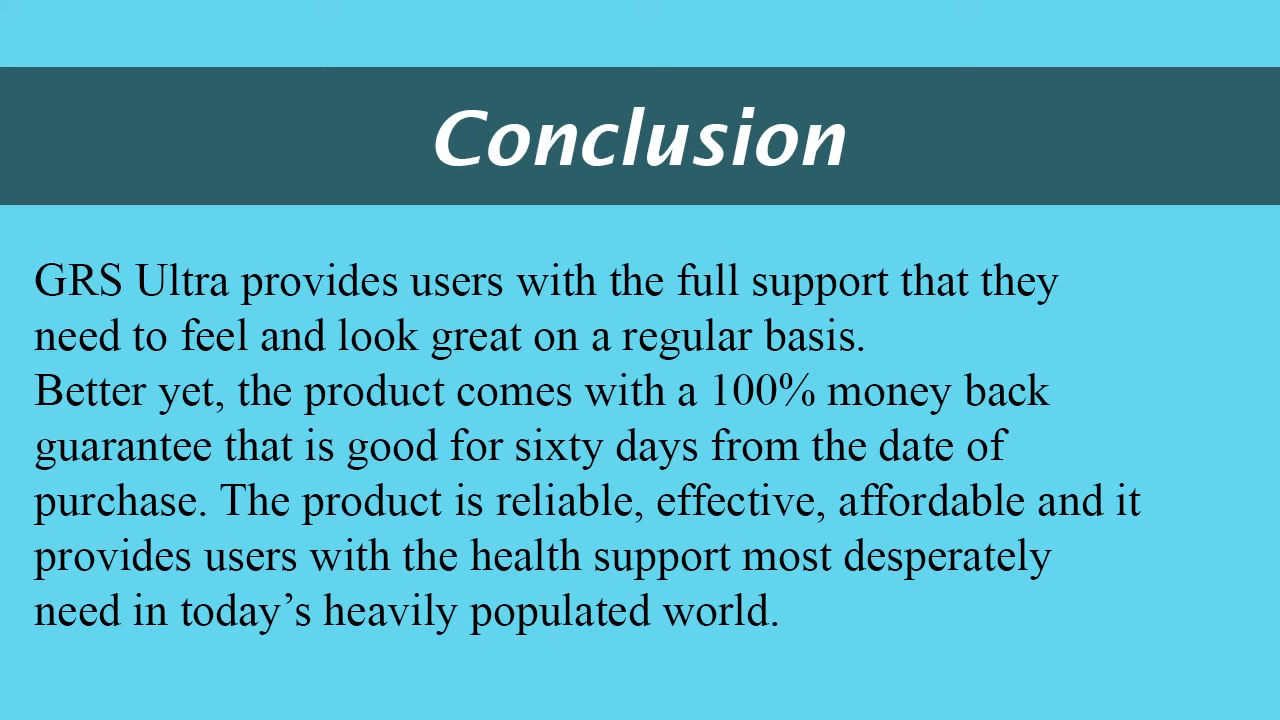 Conclusion
GRS Ultra provides users with the full support that they
need to feel and look great on a regular basis.
Better yet, the product comes with a 100% money back
guarantee that is good for sixty days from the date of
purchase. The product is reliable, effective, affordable and it
provides users with the health support most desperately
need in today’s heavily populated world.